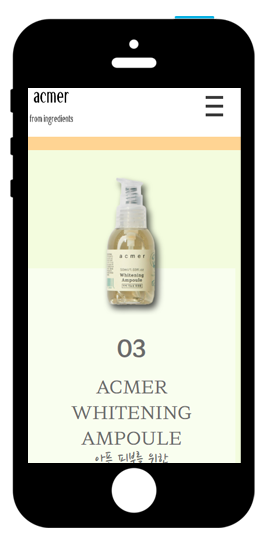 acmer
from ingredients
acmer
Whitening
Ampoule
03
ACMER
WHITENING
AMPOULE
아픈 피부를 위한